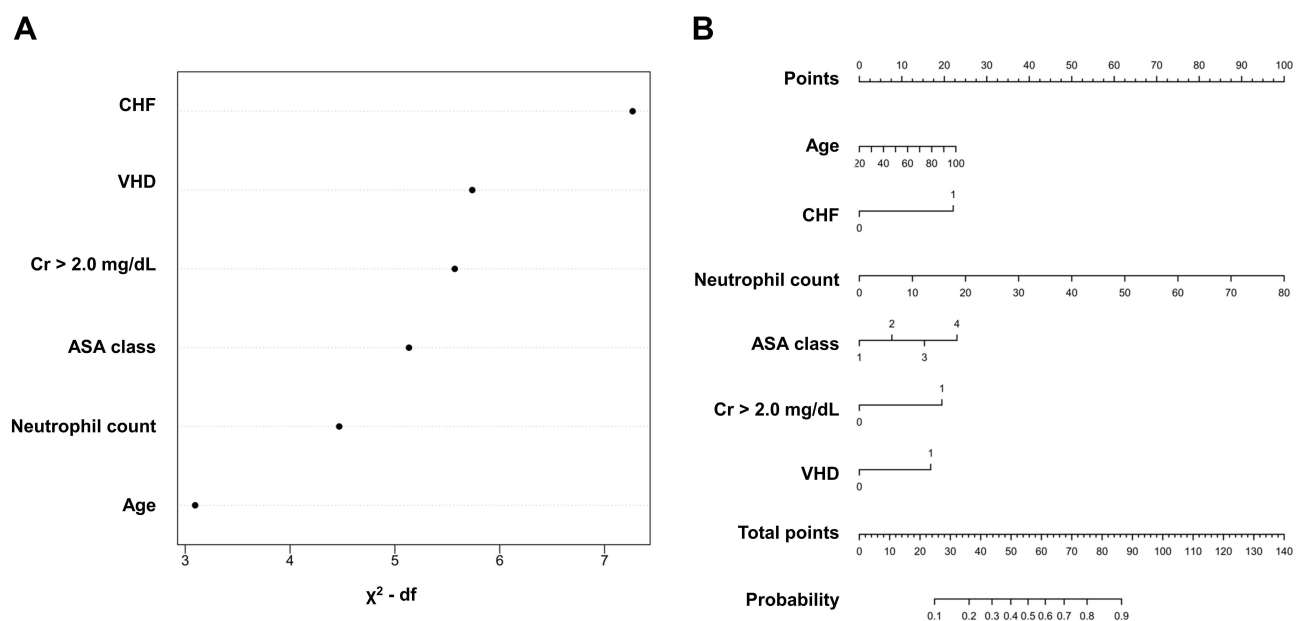 A
CHF
VHD
Cr > 2.0 mg/dL
ASA class
Neutrophil count
Age
3 4 5 6 7
χ² - df
B
Points
0 10 20 30 40 50 60 70 80 90 100
Age
20 40 60 80 100
CHF
1
0
Neutrophil count
0 10 20 30 40 50 60 70 80
ASA class
2 4
1 3
Cr > 2.0 mg/dL
1
0
VHD
1
0
Total points
0 10 20 30 40 50 60 70 80 90 100 110 120 130 140
Probability
0.1 0.2 0.3 0.4 0.5 0.6 0.7 0.8 0.9